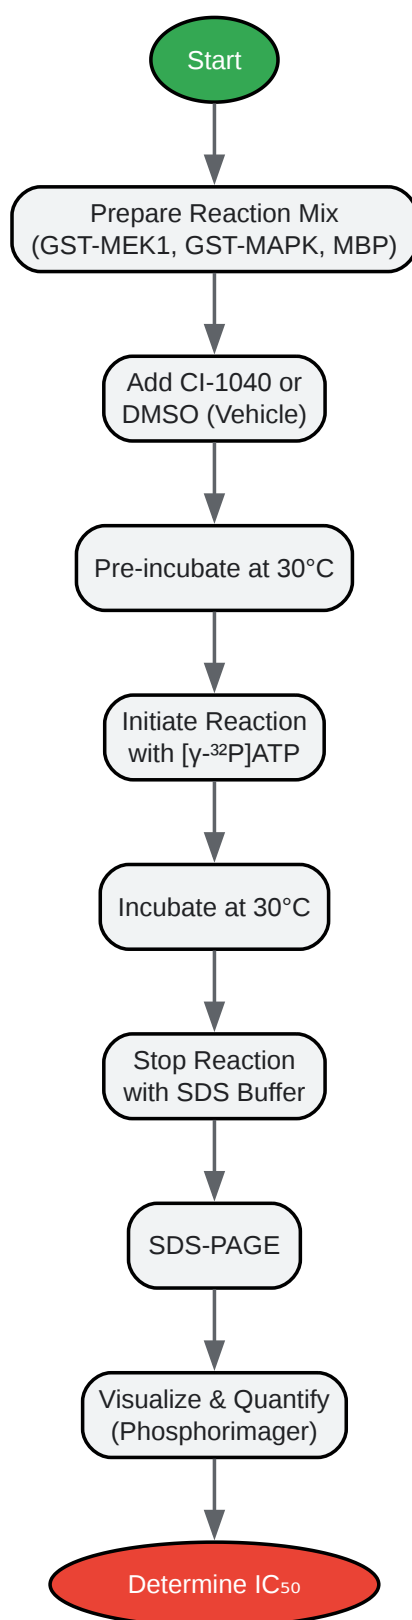 Start
Prepare Reaction Mix
(GST-MEK1, GST-MAPK, MBP)
Add CI-1040 or
DMSO (Vehicle)
Pre-incubate at 30°C
Initiate Reaction
with [γ-³²P]ATP
Incubate at 30°C
Stop Reaction
with SDS Buffer
SDS-PAGE
Visualize & Quantify
(Phosphorimager)
Determine IC₅₀